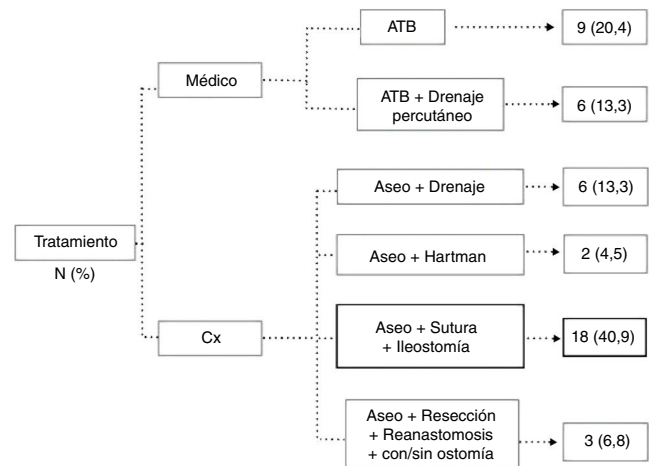 ATB
9 (20,4)
Médico
ATB + Drenaje
percutáneo
6 (13,3)
Aseo + Drenaje
6 (13,3)
Tratamiento
N (%)
Aseo + Hartman
2 (4,5)
Cx
Aseo + Sutura
+ Ileostomía
18 (40,9)
Aseo + Resección
+ Reanastomosis
+ con/sin ostomía
3 (6,8)